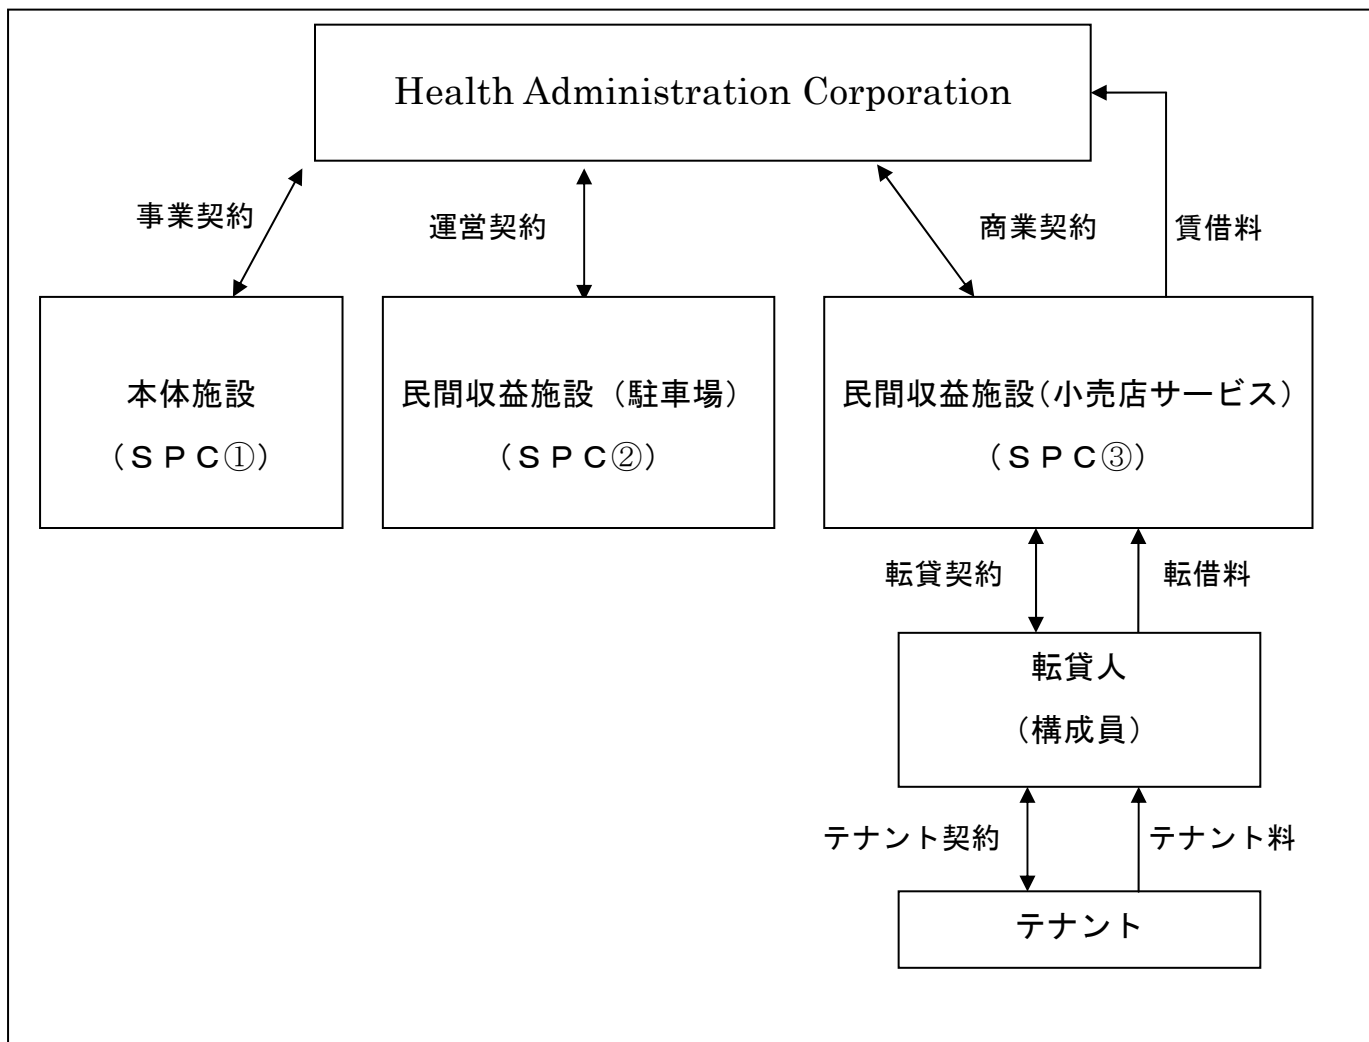 Health Administration Corporation
事業契約
運営契約
商業契約
賃借料
本体施設
（ＳＰＣ①）
民間収益施設（駐車場）
（ＳＰＣ②）
民間収益施設(小売店サービス)
（ＳＰＣ③）
転貸契約
転借料
転貸人
（構成員）
テナント契約
テナント料
テナント